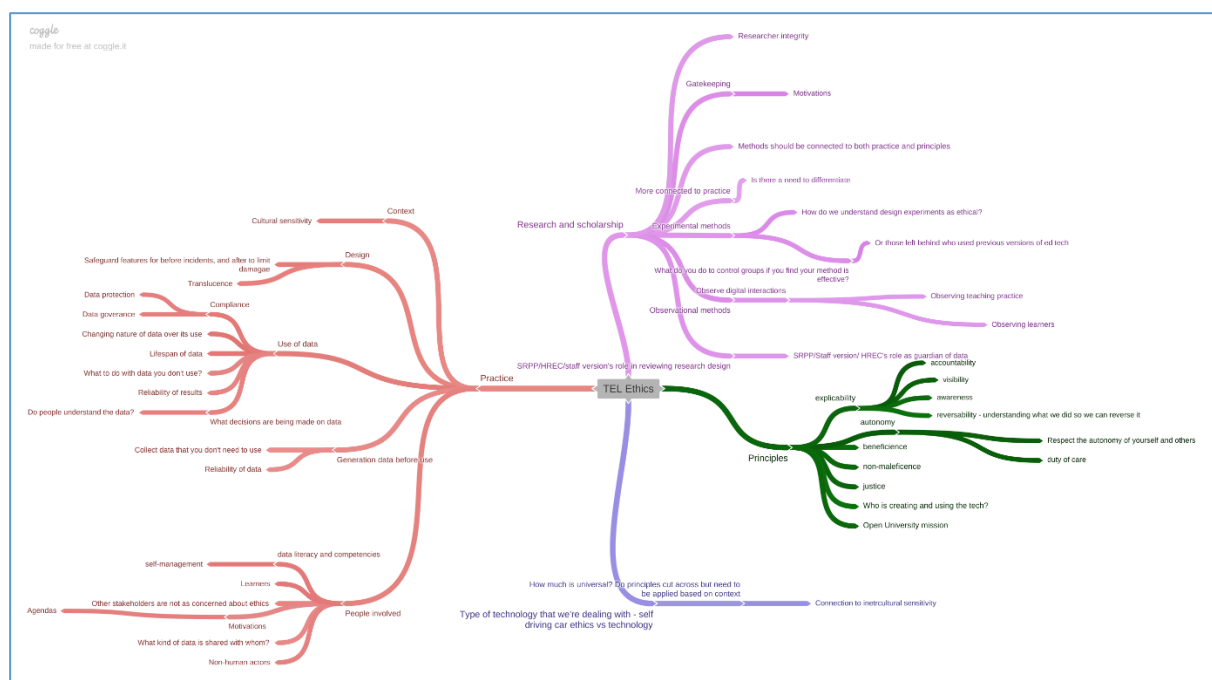 coggle
made for free at coggle.it
Researcher integrity
Gatekeeping
Motivations
Methods should be connected to both practice and principles
Is there a need to differentiate
More connected to practice
How do we understand design experiments as ethical?
Research and scholarship
Experimental methods
Or those left behind who used previous versions of ed tech
What do you do to control groups if you find your method is
effective?
Observe digital interactions
Observing teaching practice
Observational methods
Observing learners
SRPP/Staff version/ HREC's role as guardian of data
SRPP/HREC/staff version's role in reviewing research design
TEL Ethics
Context
Cultural sensitivity
Design
Safeguard features for before incidents, and after to limit
damagae
Translucence
Data protection
Compliance
Data goverance
Changing nature of data over its use
Use of data
Lifespan of data
What to do with data you don't use?
Reliability of results
Do people understand the data?
What decisions are being made on data
Practice
Collect data that you don't need to use
Generation data before use
Reliability of data
data literacy and competencies
self-management
Learners
Other stakeholders are not as concerned about ethics
People involved
Agendas
Motivations
What kind of data is shared with whom?
Non-human actors
accountability
visibility
explicability
awareness
reversability - understanding what we did so we can reverse it
autonomy
Respect the autonomy of yourself and others
beneficience
duty of care
Principles
non-maleficence
justice
Who is creating and using the tech?
Open University mission
How much is universal? Do principles cut across but need to
be applied based on context
Connection to inetrcultural sensitivity
Type of technology that we're dealing with - self
driving car ethics vs technology